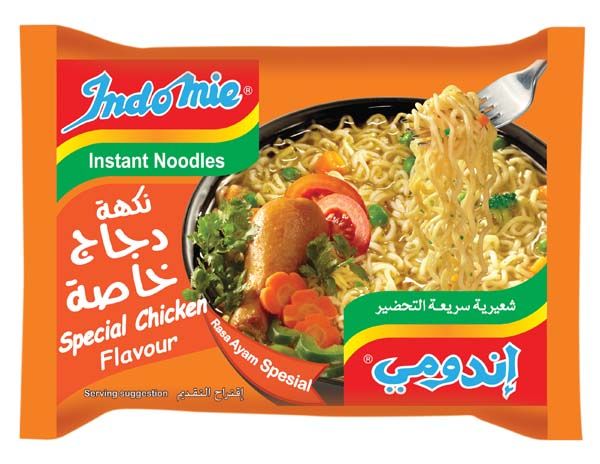 Indomie®
Instant Noodles
نكهة
دجاج
خاصة
Special Chicken
Flavour
Rasa Ayam Spesial
شعيرية سريعة التحضير
إندومي®
Serving suggestion إقتراح التقديم